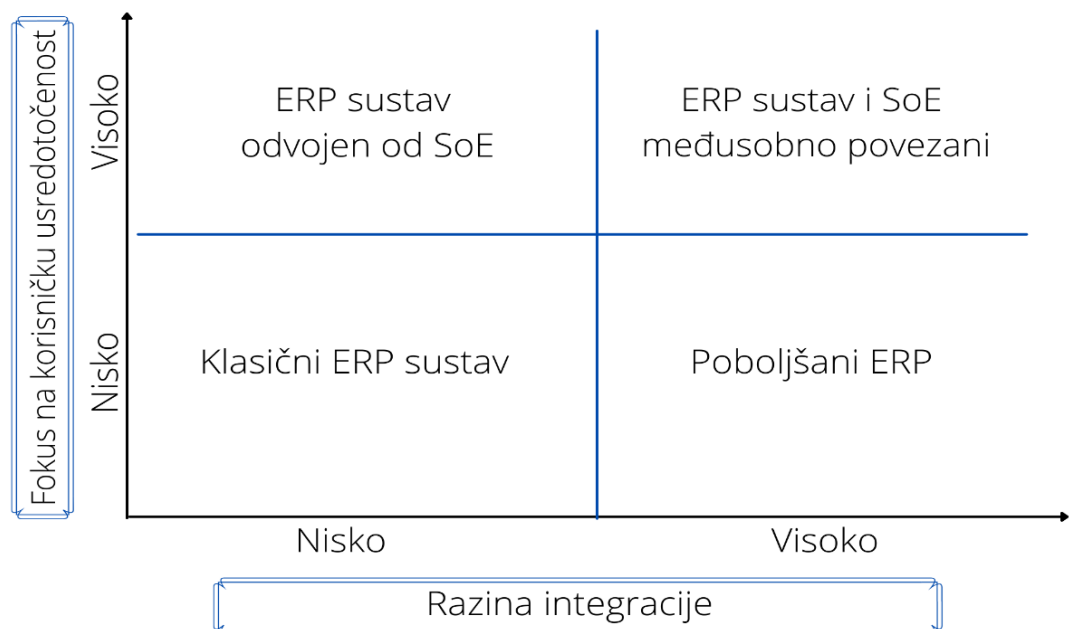 Fokus na korisničku usredotočenost
Visoko
ERP sustav
odvojen od SoE
ERP sustav i SoE
međusobno povezani
Nisko
Klasični ERP sustav
Poboljšani ERP
Nisko
Visoko
Razina integracije